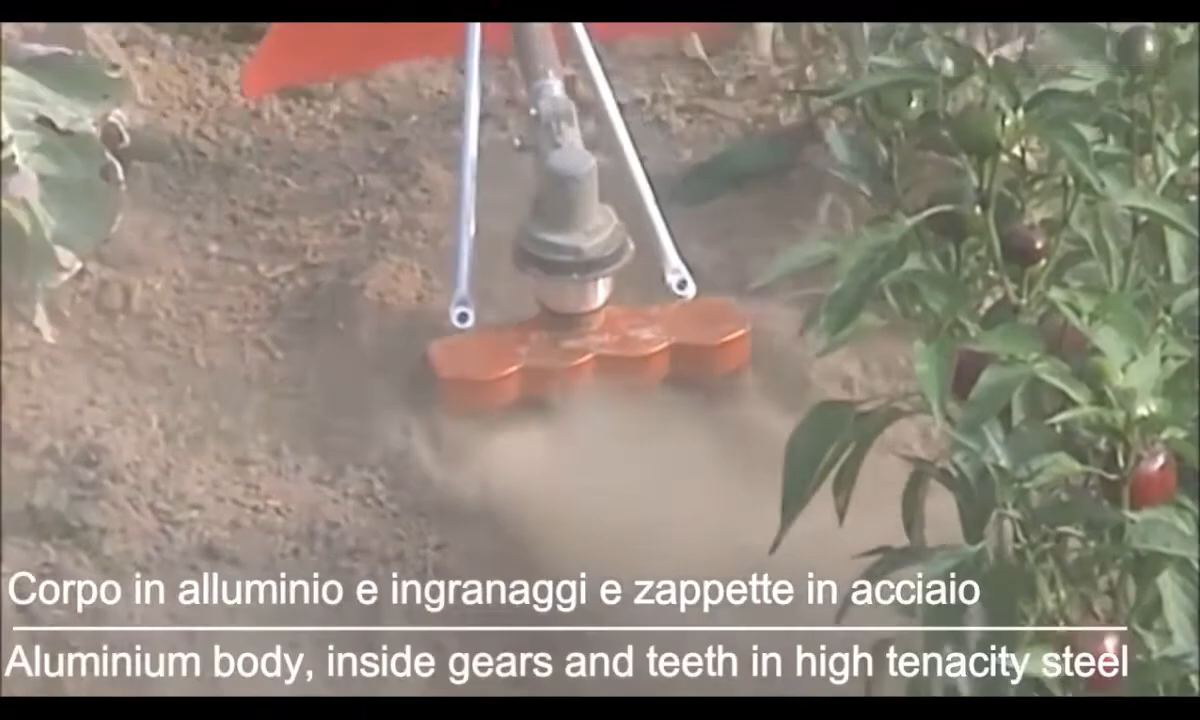 Corpo in alluminio e ingranaggi e zappette in acciaio
Aluminium body, inside gears and teeth in high tenacity steel